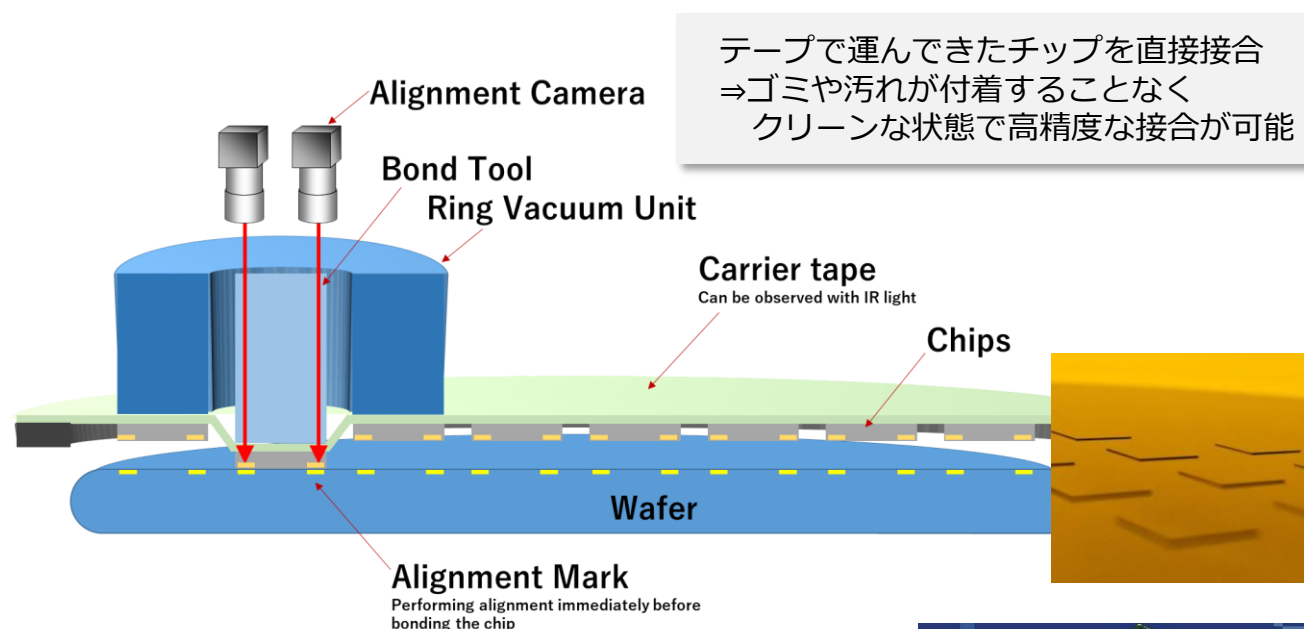 テープで運んできたチップを直接接合
⇒ゴミや汚れが付着することなく
クリーンな状態で高精度な接合が可能
Alignment Camera
Bond Tool
Ring Vacuum Unit
Carrier tape
Can be observed with IR light
Chips
Wafer
Alignment Mark
Performing alignment immediately before
bonding the chip